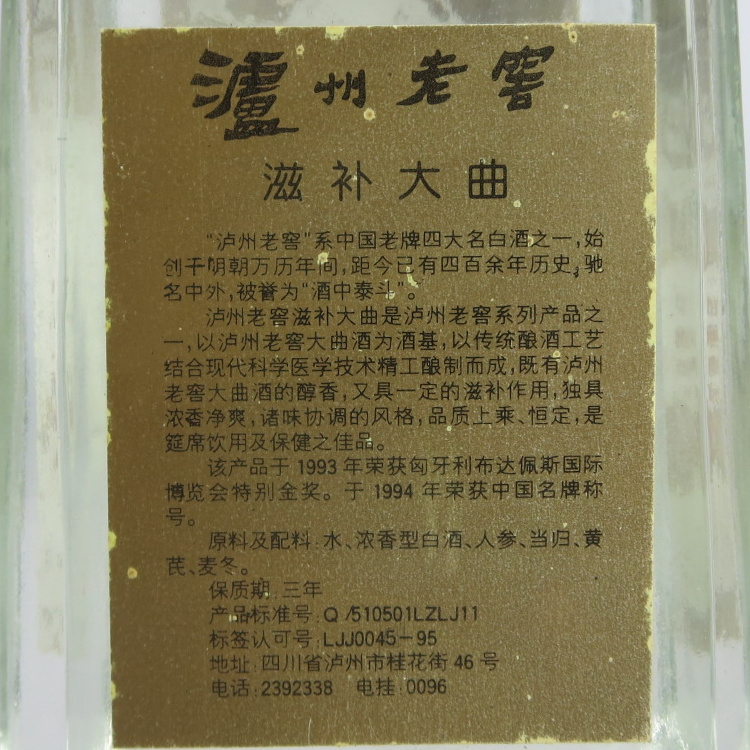 泸州老窖
滋补大曲
“泸州老窖”系中国老牌四大名白酒之一,始
创于明朝万历年间,距今已有四百余年历史,驰
名中外,被誉为“酒中泰斗”。
泸州老窖滋补大曲是泸州老窖系列产品之
一,以泸州老窖大曲酒为酒基,以传统酿酒工艺
结合现代科学医学技术精工酿制而成,既有泸州
老窖大曲酒的醇香,又具一定的滋补作用,独具
浓香净爽,诸味协调的风格,品质上乘、恒定,是
筵席饮用及保健之佳品。
该产品于1993年荣获匈牙利布达佩斯国际
博览会特别金奖。于1994年荣获中国名牌称
号。
原料及配料:水、浓香型白酒、人参、当归、黄
芪、麦冬。
保质期:三年
产品标准号:Q/510501LZLJ11
标签认可号:LJJ0045-95
地址:四川省泸州市桂花街46号
电话:2392338 电挂:0096